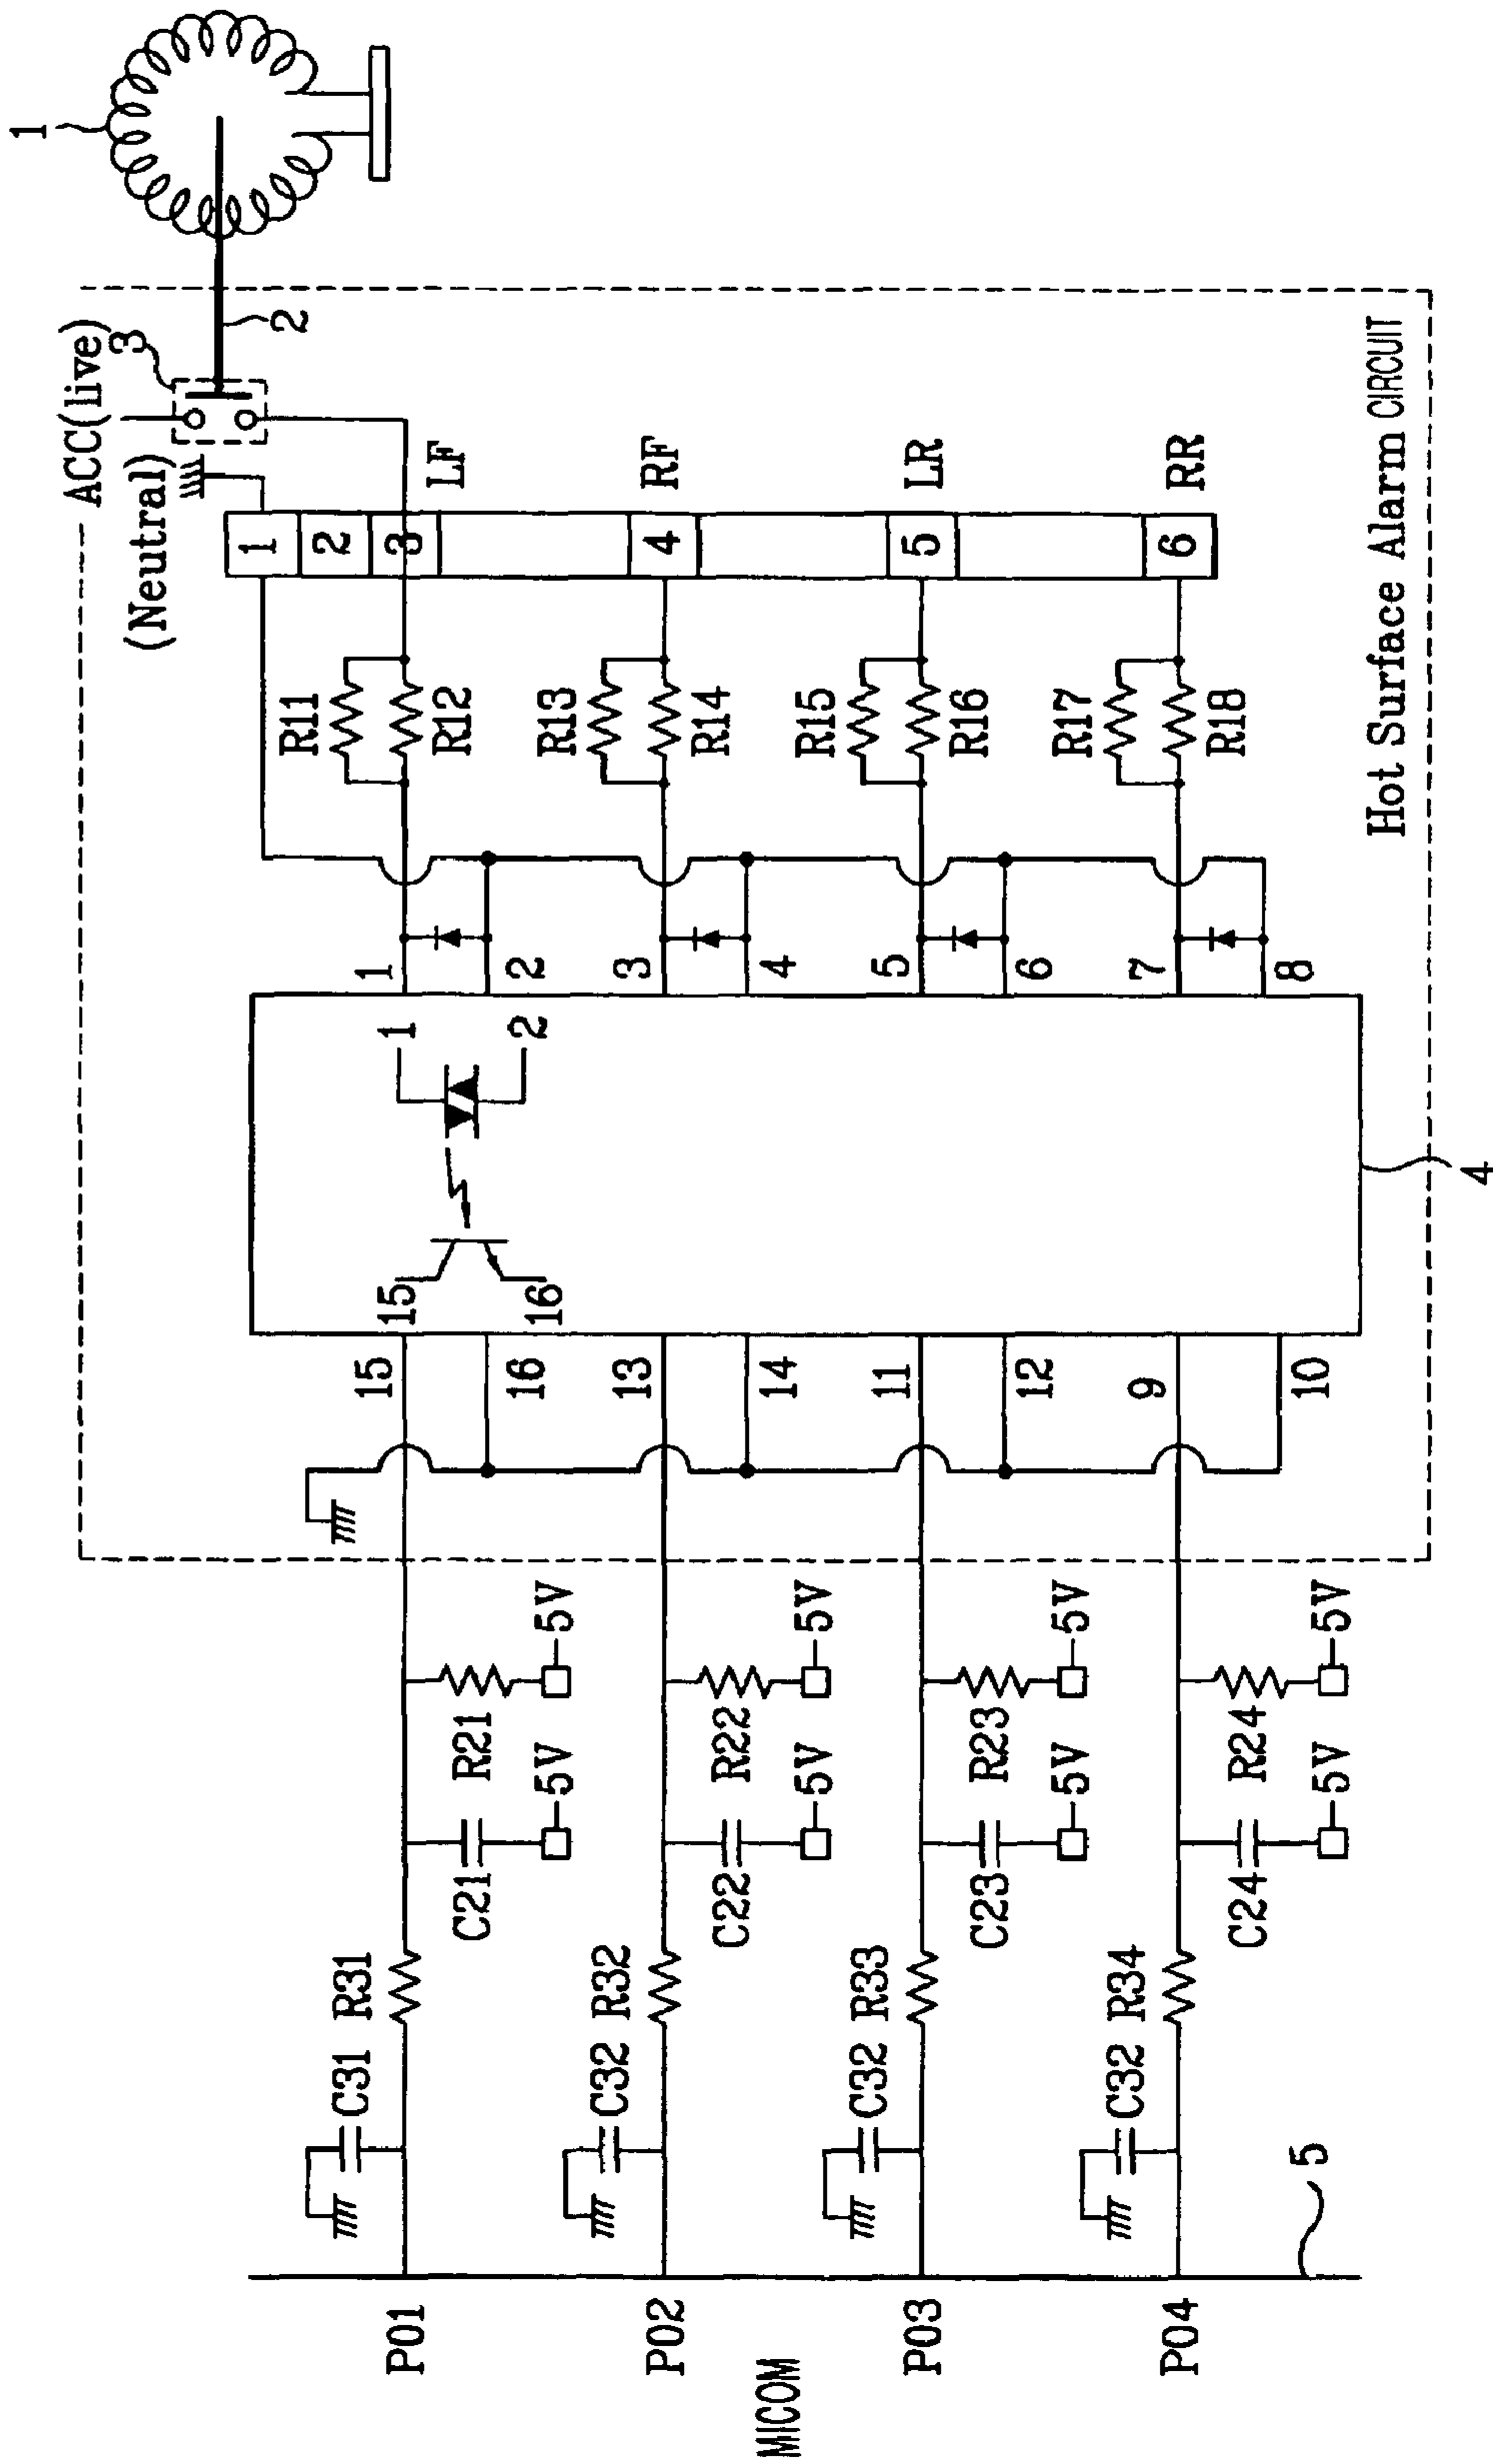 1
2
3
ACC(live)
(Neutral)
1
2
3
LF
4
RF
5
LR
6
RR
R11
R12
R13
R14
R15
R16
R17
R18
Hot Surface Alarm CIRCUIT
1
2
3
4
5
6
7
8
1
2
15
16
4
15
16
13
14
11
12
9
10
R21
5V
R22
5V
R23
5V
R24
5V
C21
5V
C22
5V
C23
5V
C24
5V
C31 R31
C32 R32
C32 R33
C32 R34
5
P01
P02
P03
P04
MICOM